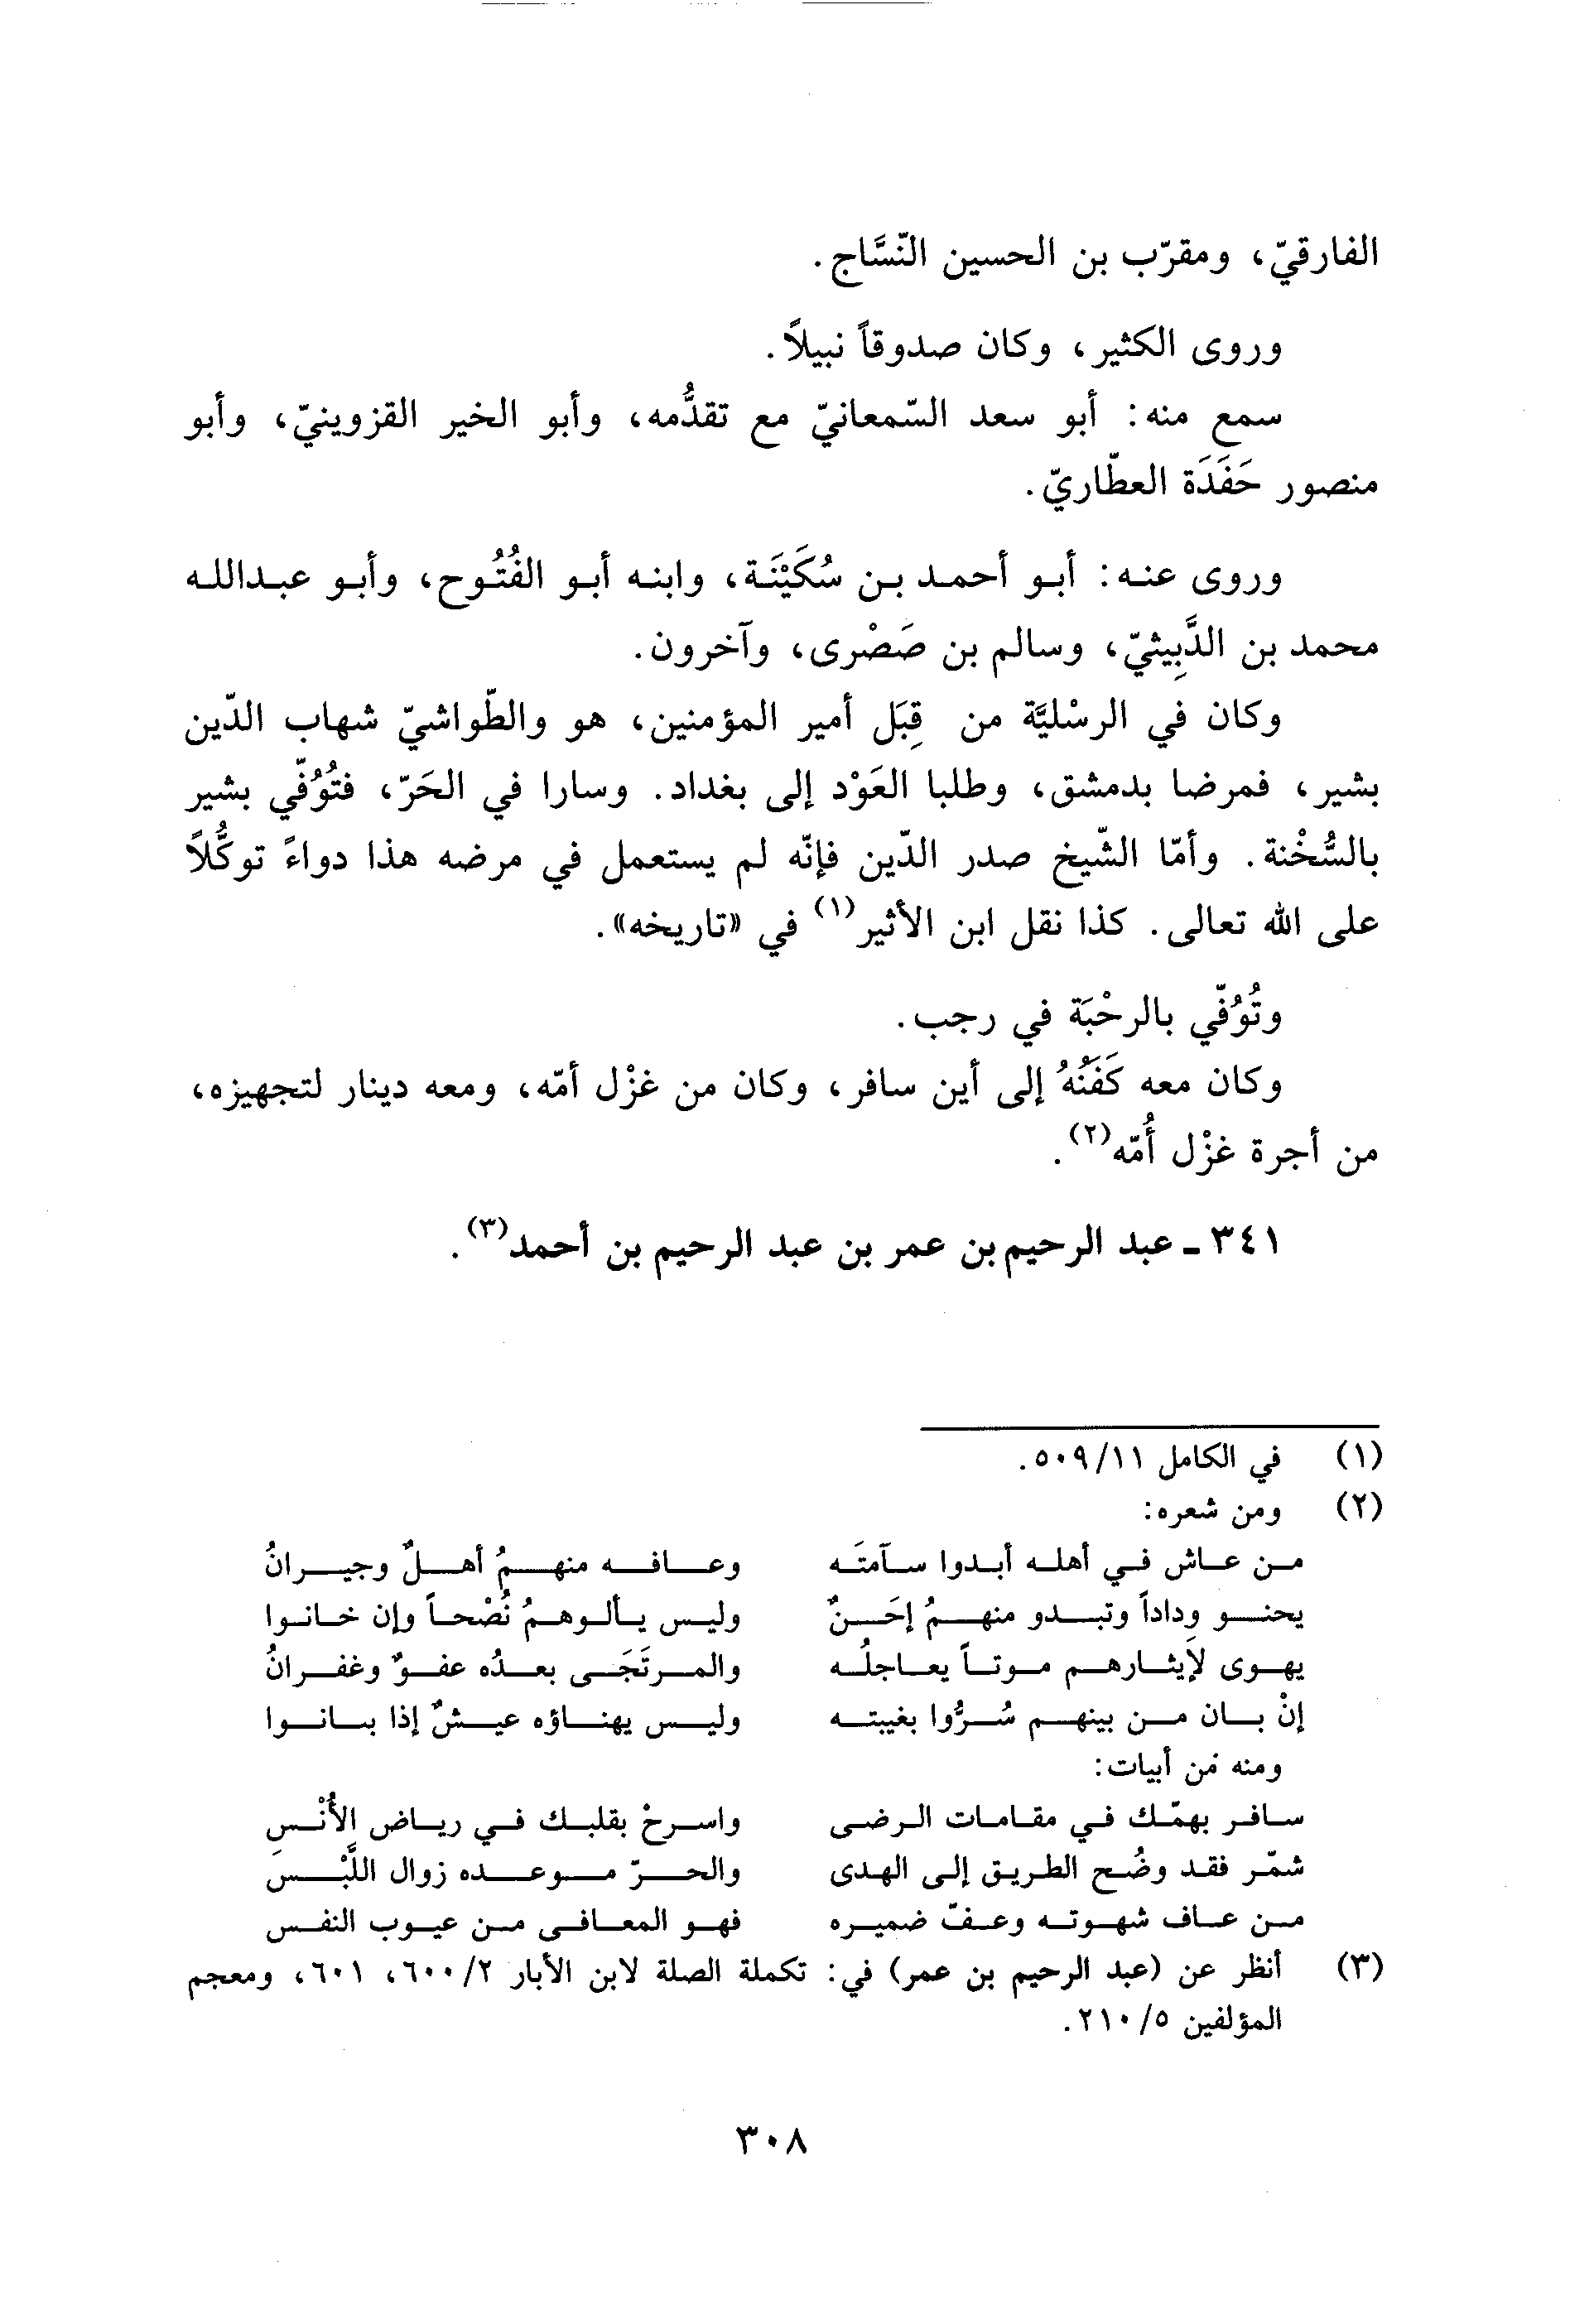 الفارقيّ، ومقرّب بن الحسين النّسَّاج.
وروى الكثير، وكان صدوقاً نبيلاً.
سمع منه: أبو سعد السّمعانيّ مع تقدُّمه، وأبو الخير القزوينيّ، وأبو
منصور حَفَدَة العطّاريّ.
وروى عنه: أبو أحمد بن سُكَيْنَة، وابنه أبو الفُتُوح، وأبو عبدالله
محمد بن الدَّبِيثيّ، وسالم بن صَصْرى، وآخرون.
وكان في الرسْليَّة من قِبَل أمير المؤمنين، هو والطّواشيّ شهاب الدّين
بشير، فمرضا بدمشق، وطلبا العَوْد إلى بغداد. وسارا في الحَرّ، فتُوُفّي بشير
بالسُّخْنة. وأمّا الشّيخ صدر الدّين فإنّه لم يستعمل في مرضه هذا دواءً توكُّلاً
على الله تعالى. كذا نقل ابن الأثير(١) في «تاريخه».
وتُوُفّي بالرحْبَة في رجب.
وكان معه كَفَنُهُ إلى أين سافر، وكان من غزْل أمّه، ومعه دينار لتجهيزه،
من أجرة غزْل أُمّه(٢).
٣٤١ ـ عبد الرحيم بن عمر بن عبد الرحيم بن أحمد(٣).
(١) في الكامل ١١/٥٠٩.
(٢) ومن شعره:
من عاش في أهله أبدوا سآمتَه وعافه منهمُ أهلٌ وجيرانُ
يحنو وِداداً وتبدو منهمُ إحَنٌ وليس يألوهمُ نُصْحاً وإن خانوا
يهوى لإيثارهم موتاً يعاجلُه والمرتَجَى بعدُه عفوٌ وغفرانُ
إنْ بان من بينهم سُرُّوا بغيبته وليس يهناؤه عيشٌ إذا بانوا
ومنه من أبيات:
سافر بهمّك في مقامات الرضى واسرحْ بقلبك في رياض الأُنْسِ
شمّر فقد وضُح الطريق إلى الهدى والحرّ موعده زوال اللَّبْس
من عاف شهوته وعفّ ضميره فهو المعافى من عيوب النفس
(٣) أنظر عن (عبد الرحيم بن عمر) في: تكملة الصلة لابن الأبار ٢/٦٠٠، ٦٠١، ومعجم
المؤلفين ٥/٢١٠.
٣٠٨